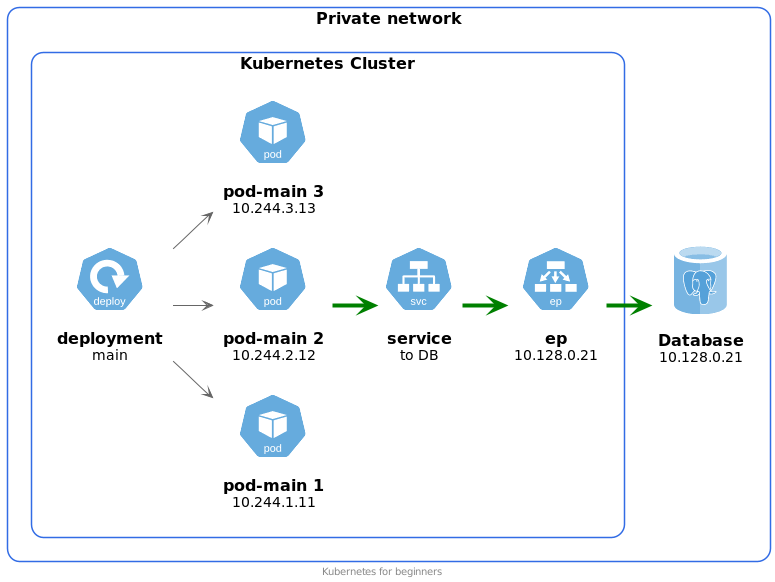 Private network
Kubernetes Cluster
pod
pod-main 3
10.244.3.13
deploy
deployment
main
pod
pod-main 2
10.244.2.12
svc
service
to DB
ep
ep
10.128.0.21
Database
10.128.0.21
pod
pod-main 1
10.244.1.11
Kubernetes for beginners